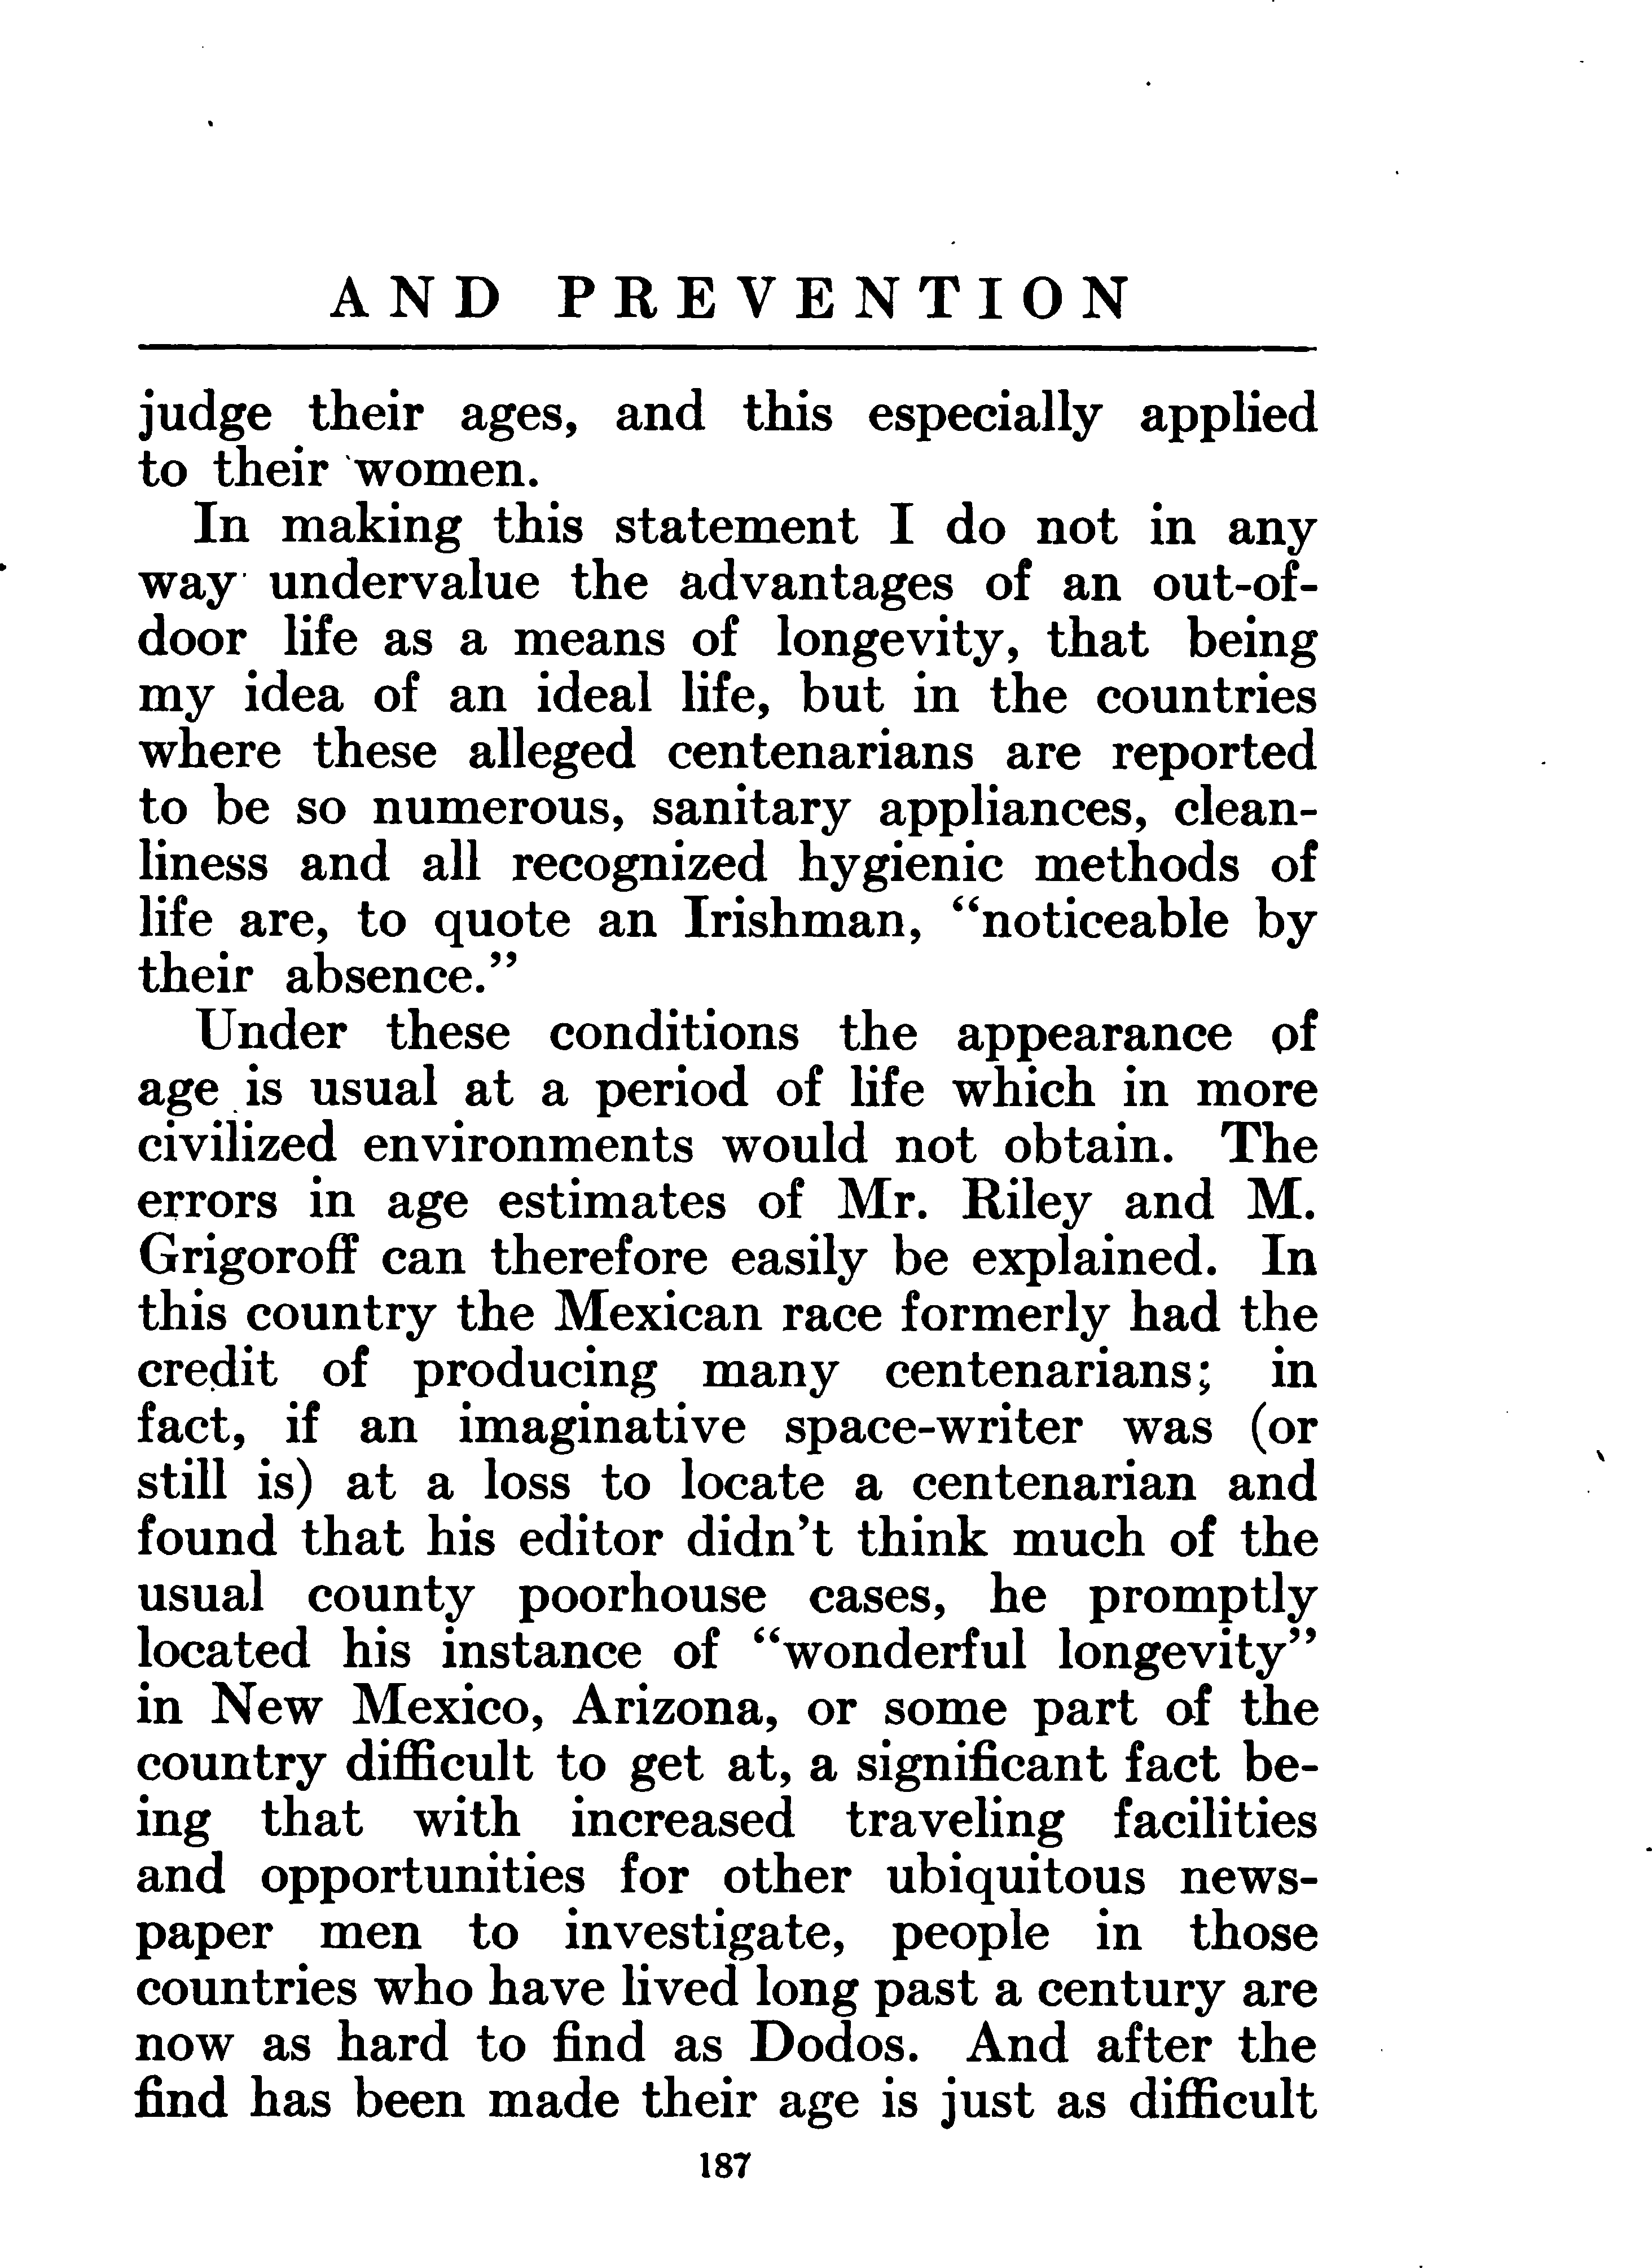 AND PREVENTION
judge their ages, and this especially applied
to their women.
In making this statement I do not in any
way undervalue the advantages of an out-of-
door life as a means of longevity, that being
my idea of an ideal life, but in the countries
where these alleged centenarians are reported
to be so numerous, sanitary appliances, clean-
liness and all recognized hygienic methods of
life are, to quote an Irishman, “noticeable by
their absence.”
Under these conditions the appearance of
age is usual at a period of life which in more
civilized environments would not obtain. The
errors in age estimates of Mr. Riley and M.
Grigoroff can therefore easily be explained. In
this country the Mexican race formerly had the
credit of producing many centenarians; in
fact, if an imaginative space-writer was (or
still is) at a loss to locate a centenarian and
found that his editor didn’t think much of the
usual county poorhouse cases, he promptly
located his instance of “wonderful longevity”
in New Mexico, Arizona, or some part of the
country difficult to get at, a significant fact be-
ing that with increased traveling facilities
and opportunities for other ubiquitous news-
paper men to investigate, people in those
countries who have lived long past a century are
now as hard to find as Dodos. And after the
find has been made their age is just as difficult
187